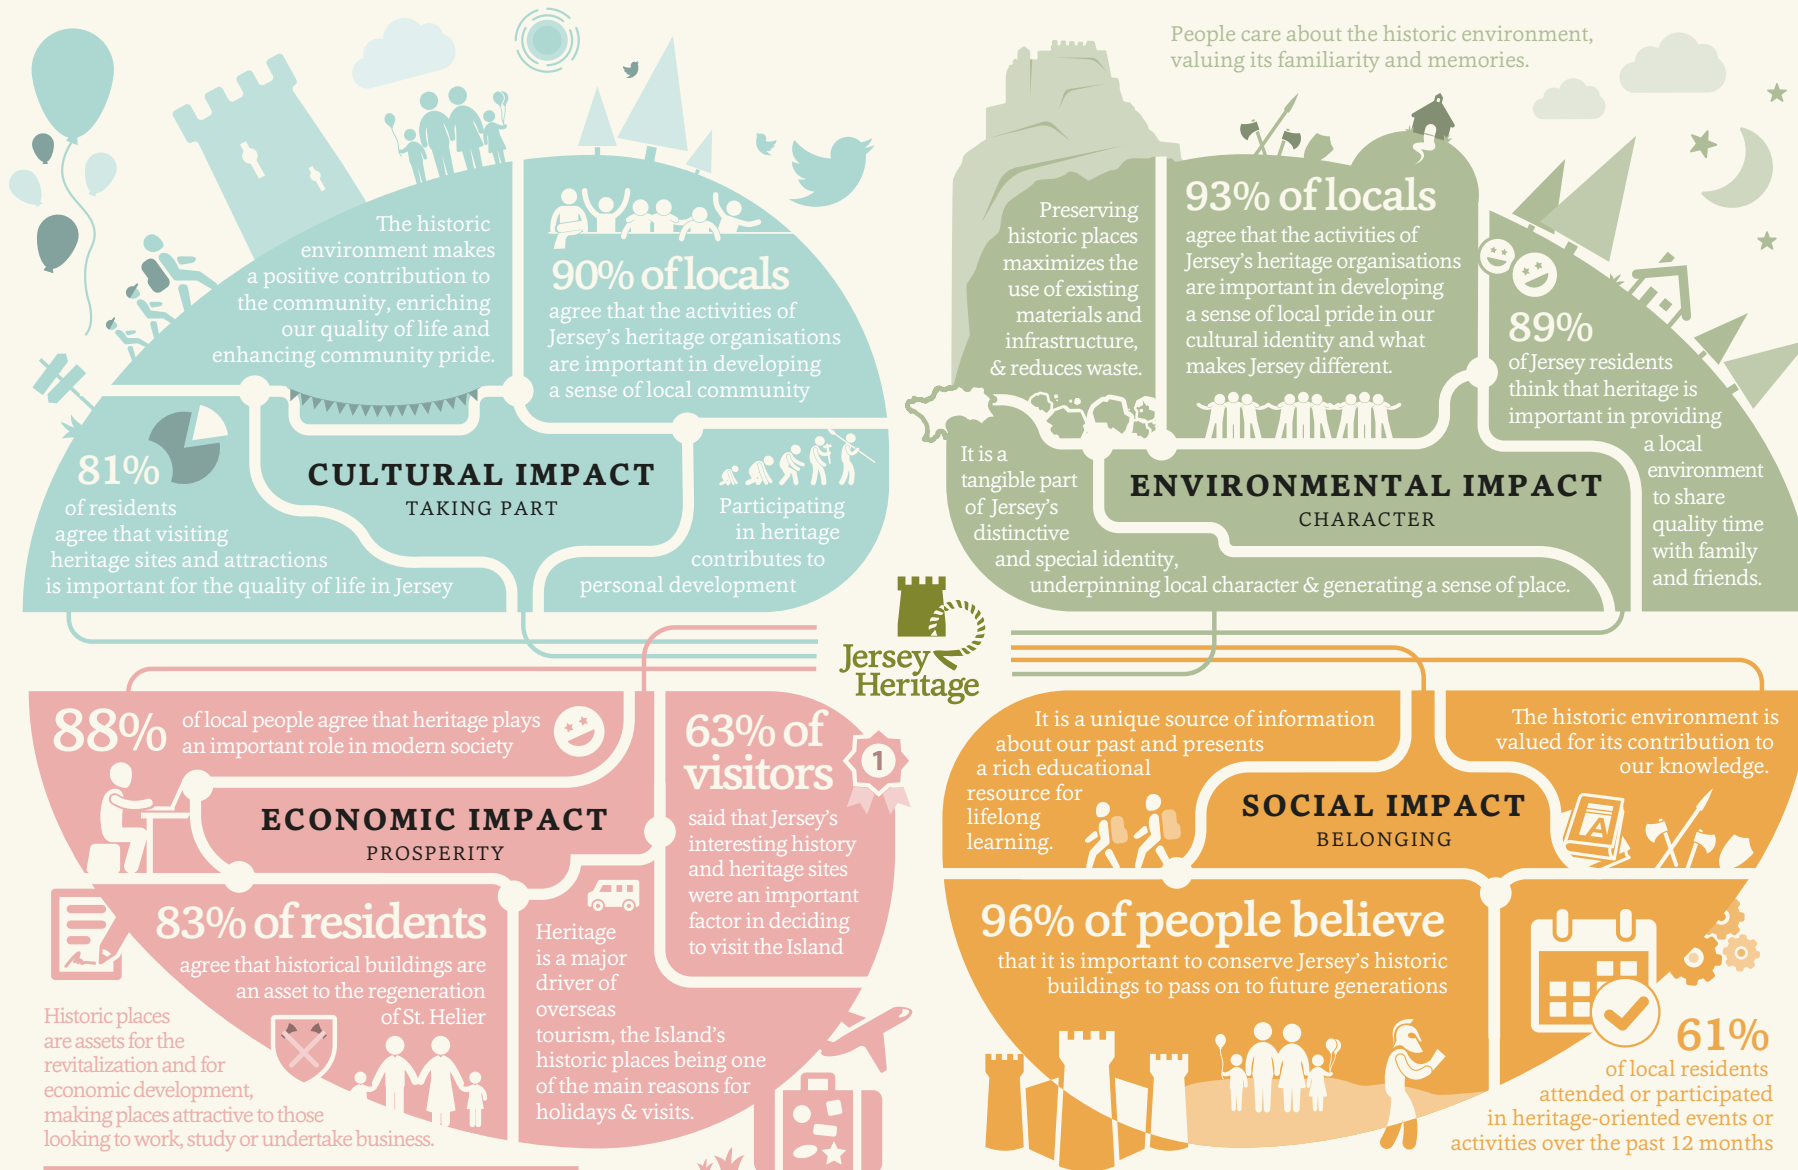 The historic
environment makes
a positive contribution to
the community, enriching
our quality of life and
enhancing community pride.
90% of locals
agree that the activities of
Jersey's heritage organisations
are important in developing
a sense of local community
81%
of residents
agree that visiting
heritage sites and attractions
is important for the quality of life in Jersey
CULTURAL IMPACT
TAKING PART
Participating
in heritage
contributes to
personal development
People care about the historic environment,
valuing its familiarity and memories.
Preserving
historic places
maximizes the
use of existing
materials and
infrastructure,
& reduces waste.
93% of locals
agree that the activities of
Jersey's heritage organisations
are important in developing
a sense of local pride in our
cultural identity and what
makes Jersey different.
89%
of Jersey residents
think that heritage is
important in providing
a local
environment
to share
quality time
with family
and friends.
It is a
tangible part
of Jersey's
distinctive
and special identity,
underpinning local character & generating a sense of place.
ENVIRONMENTAL IMPACT
CHARACTER
Jersey
Heritage
88%
of local people agree that heritage plays
an important role in modern society
ECONOMIC IMPACT
PROSPERITY
63% of
visitors
1
said that Jersey's
interesting history
and heritage sites
were an important
factor in deciding
to visit the Island
83% of residents
agree that historical buildings are
an asset to the regeneration
of St. Helier
Heritage
is a major
driver of
overseas
tourism, the Island's
historic places being one
of the main reasons for
holidays & visits.
Historic places
are assets for the
revitalization and for
economic development,
making places attractive to those
looking to work, study or undertake business.
It is a unique source of information
about our past and presents
a rich educational
resource for
lifelong
learning.
The historic environment is
valued for its contribution to
our knowledge.
SOCIAL IMPACT
BELONGING
A
96% of people believe
that it is important to conserve Jersey's historic
buildings to pass on to future generations
61%
of local residents
attended or participated
in heritage-oriented events or
activities over the past 12 months